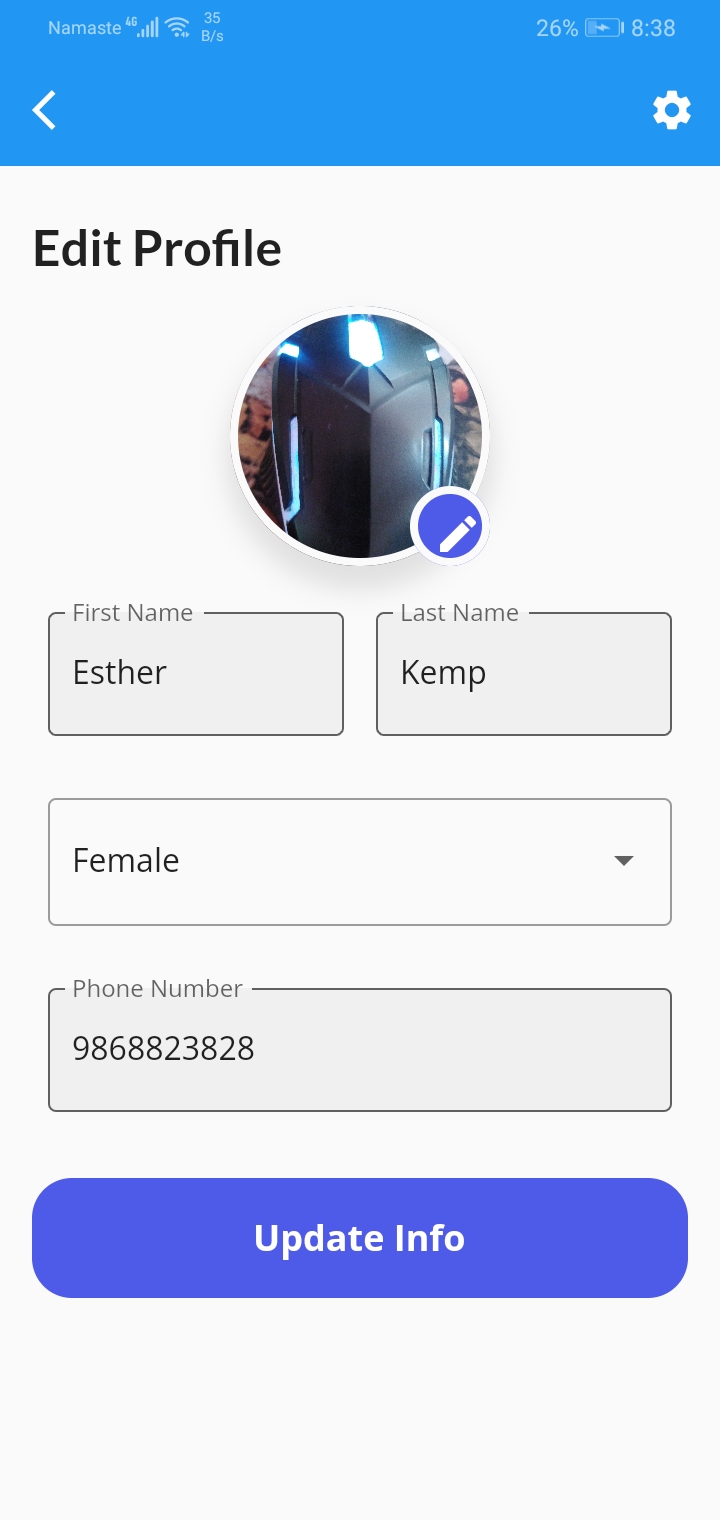 Namaste 4G 35 B/s 26% 8:38
Edit Profile
First Name Last Name
Esther Kemp
Female
Phone Number
9868823828
Update Info